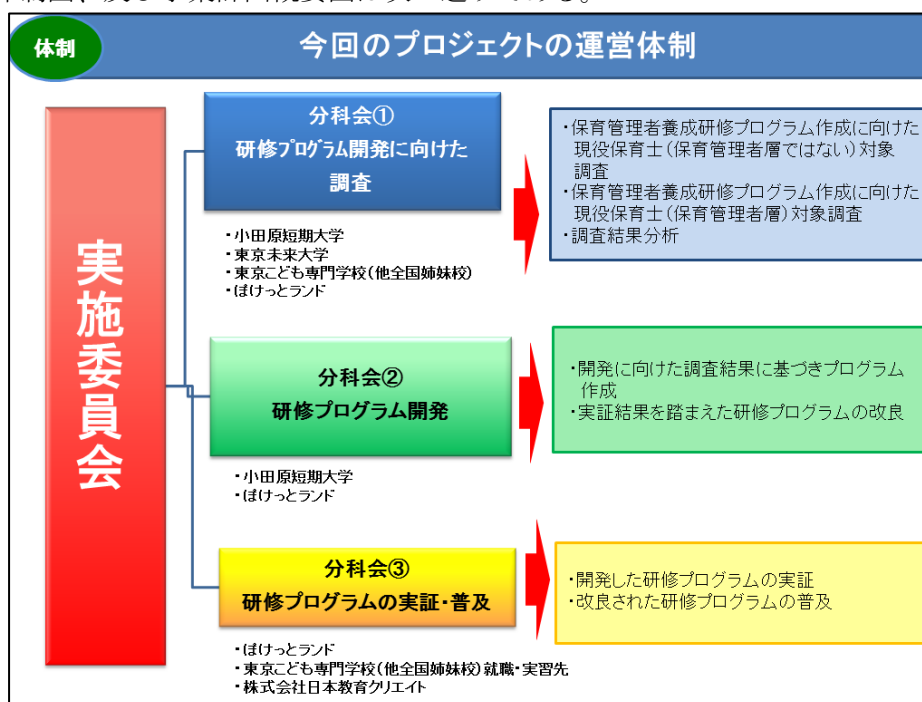 体制
今回のプロジェクトの運営体制
実施委員会
分科会①
研修プログラム開発に向けた
調査
・小田原短期大学
・東京未来大学
・東京こども専門学校(他全国姉妹校)
・ぽけっとランド
・保育管理者養成研修プログラム作成に向けた
現役保育士(保育管理者層ではない)対象
調査
・保育管理者養成研修プログラム作成に向けた
現役保育士(保育管理者層)対象調査
・調査結果分析
分科会②
研修プログラム開発
・小田原短期大学
・ぽけっとランド
・開発に向けた調査結果に基づきプログラム
作成
・実証結果を踏まえた研修プログラムの改良
分科会③
研修プログラムの実証・普及
・ぽけっとランド
・東京こども専門学校(他全国姉妹校)就職・実習先
・株式会社日本教育クリエイト
・開発した研修プログラムの実証
・改良された研修プログラムの普及